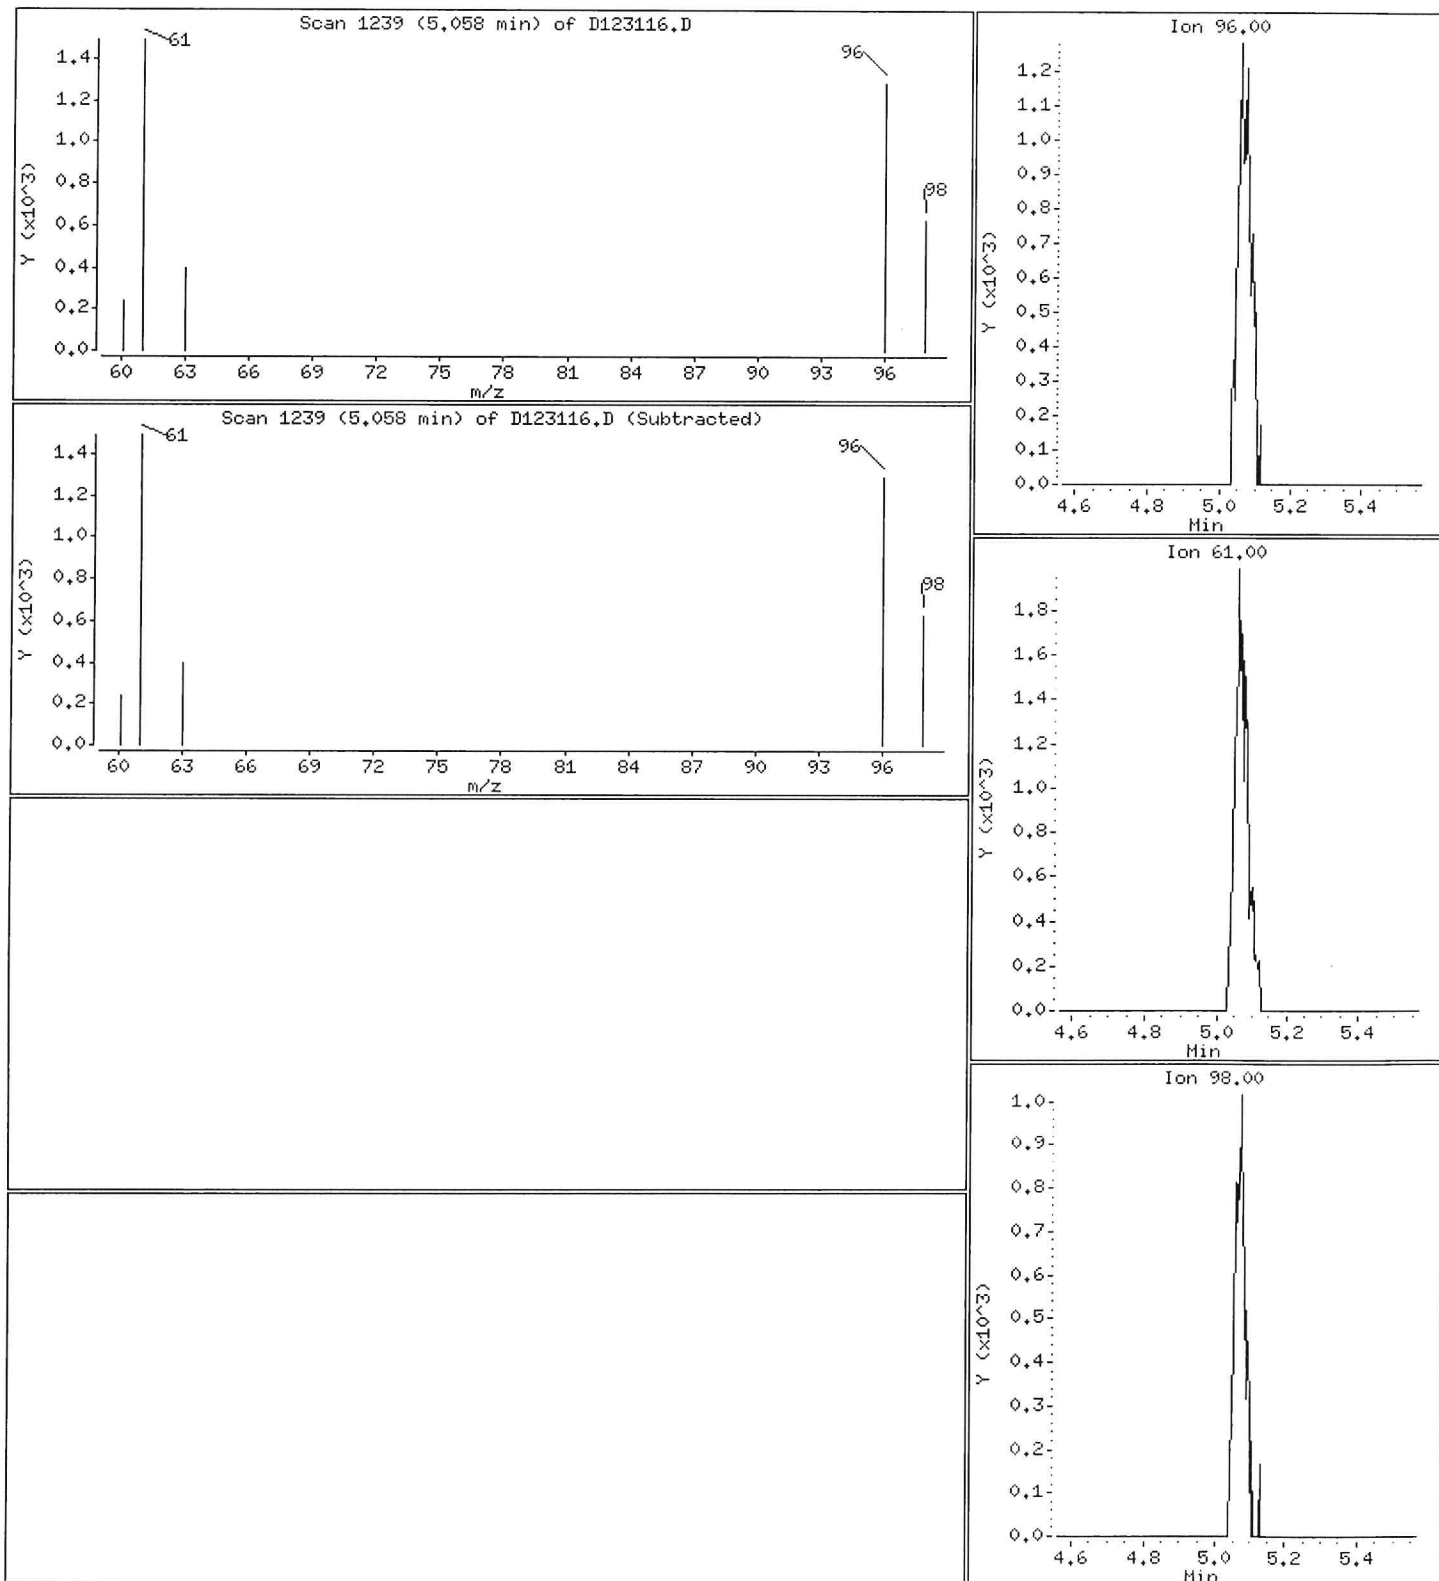 Scan 1239 (5.058 min) of D123116.D
61
96
98
1.4
1.2
1.0
0.8
0.6
0.4
0.2
0.0
Y (x10^3)
60 63 66 69 72 75 78 81 84 87 90 93 96
m/z
Scan 1239 (5.058 min) of D123116.D (Subtracted)
61
96
98
1.4
1.2
1.0
0.8
0.6
0.4
0.2
0.0
Y (x10^3)
60 63 66 69 72 75 78 81 84 87 90 93 96
m/z
Ion 96.00
1.2
1.1
1.0
0.9
0.8
0.7
0.6
0.5
0.4
0.3
0.2
0.1
0.0
Y (x10^3)
4.6 4.8 5.0 5.2 5.4
Min
Ion 61.00
1.8
1.6
1.4
1.2
1.0
0.8
0.6
0.4
0.2
0.0
Y (x10^3)
4.6 4.8 5.0 5.2 5.4
Min
Ion 98.00
1.0
0.9
0.8
0.7
0.6
0.5
0.4
0.3
0.2
0.1
0.0
Y (x10^3)
4.6 4.8 5.0 5.2 5.4
Min